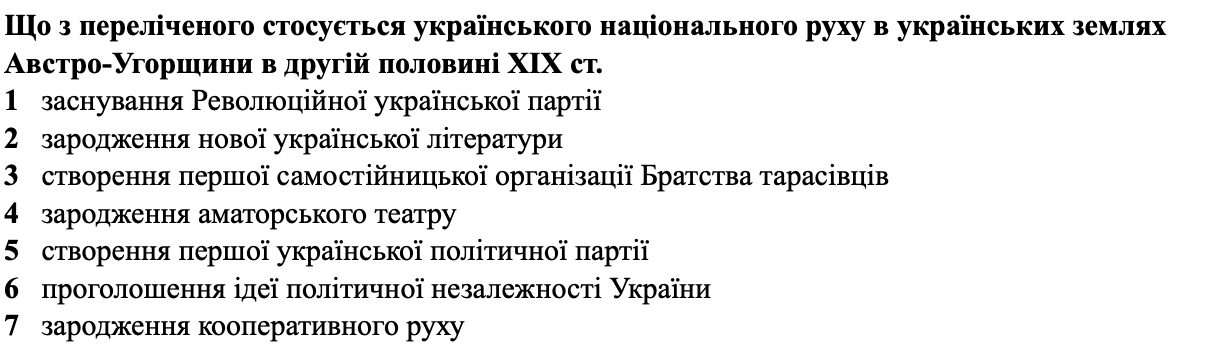 Що з переліченого стосується українського національного руху в українських землях
Австро-Угорщини в другій половині XIX ст.
1 заснування Революційної української партії
2 зародження нової української літератури
3 створення першої самостійницької організації Братства тарасівців
4 зародження аматорського театру
5 створення першої української політичної партії
6 проголошення ідеї політичної незалежності України
7 зародження кооперативного руху